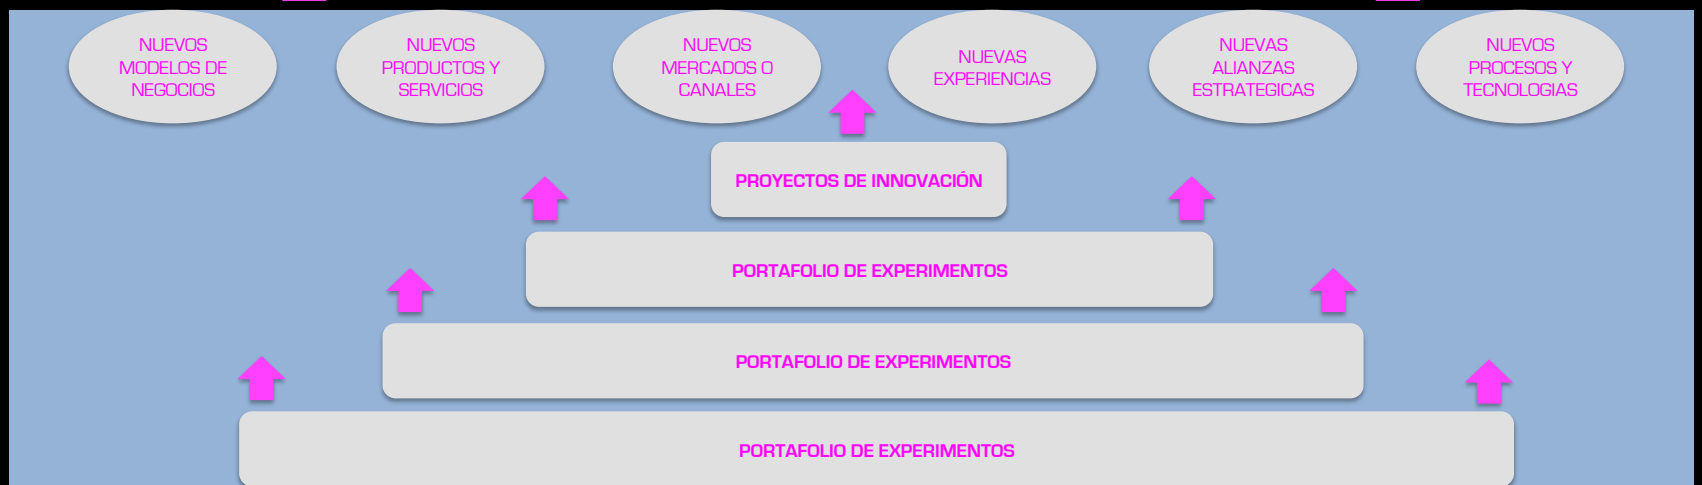 NUEVOS
MODELOS DE
NEGOCIOS
NUEVOS
PRODUCTOS Y
SERVICIOS
NUEVOS
MERCADOS O
CANALES
NUEVAS
EXPERIENCIAS
NUEVAS
ALIANZAS
ESTRATEGICAS
NUEVOS
PROCESOS Y
TECNOLOGIAS
PROYECTOS DE INNOVACIÓN
PORTAFOLIO DE EXPERIMENTOS
PORTAFOLIO DE EXPERIMENTOS
PORTAFOLIO DE EXPERIMENTOS